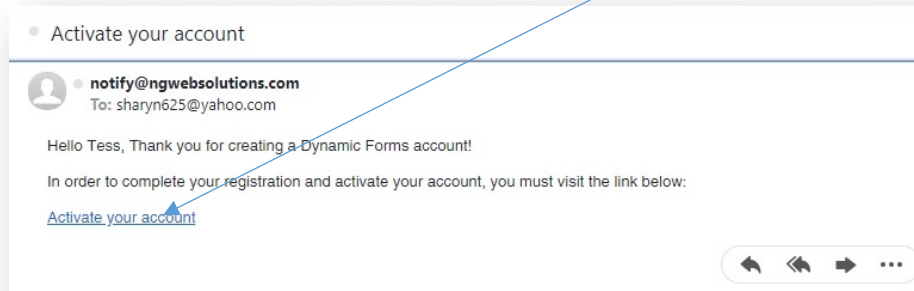 Activate your account
notify@ngwebsolutions.com
To: sharyn625@yahoo.com
Hello Tess, Thank you for creating a Dynamic Forms account!
In order to complete your registration and activate your account, you must visit the link below:
Activate your account